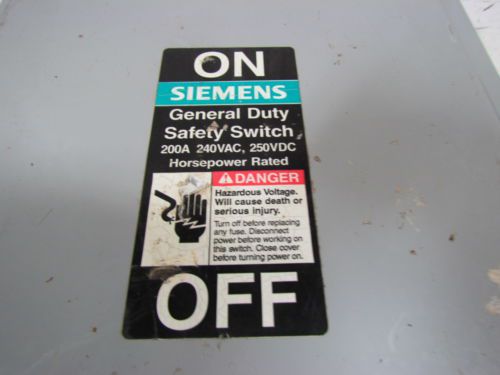 ON
SIEMENS
General Duty
Safety Switch
200A 240VAC, 250VDC
Horsepower Rated
DANGER
Hazardous Voltage.
Will cause death or
serious injury.
Turn off before replacing
any fuse. Disconnect
power before working on
this switch. Close cover
before turning power on.
OFF